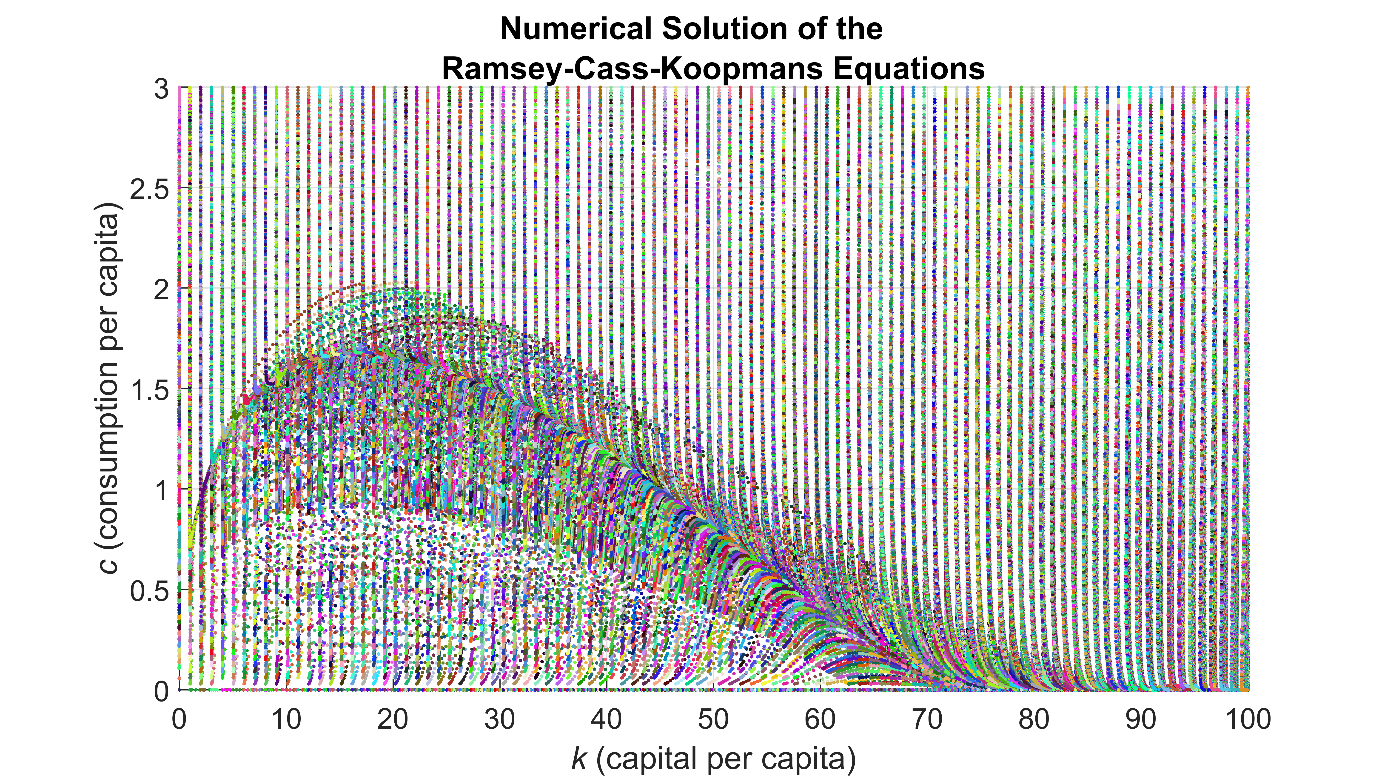 Numerical Solution of the
Ramsey-Cass-Koopmans Equations
3
2.5
2
1.5
1
0.5
0
c (consumption per capita)
0 10 20 30 40 50 60 70 80 90 100
k (capital per capita)